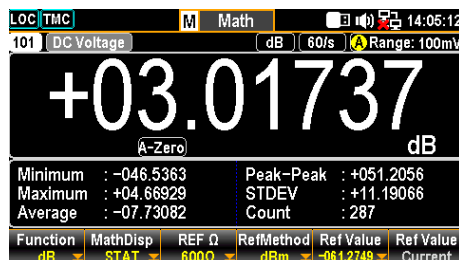 LOC TMC M Math 14:05:12
101 DC Voltage dB 60/s A Range: 100mV
+03.01737
A-Zero dB
Minimum : -046.5363 Peak-Peak : +051.2056
Maximum : +04.66929 STDEV : +11.19066
Average : -07.73082 Count : 287
Function MathDisp REF Ω RefMethod Ref Value Ref Value
dB STAT 600Ω dBm -061.2749 Current